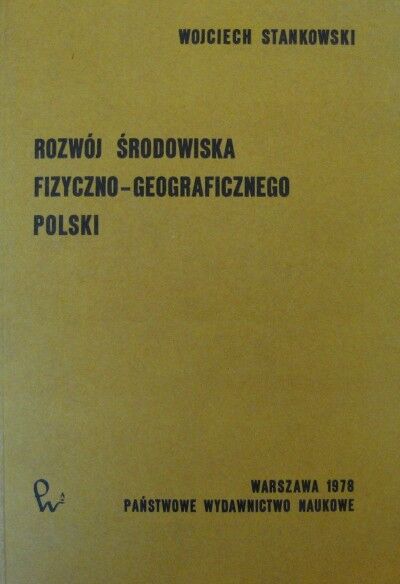 WOJCIECH STANKOWSKI
ROZWÓJ ŚRODOWISKA
FIZYCZNO-GEOGRAFICZNEGO
POLSKI
WARSZAWA 1978
PAŃSTWOWE WYDAWNICTWO NAUKOWE